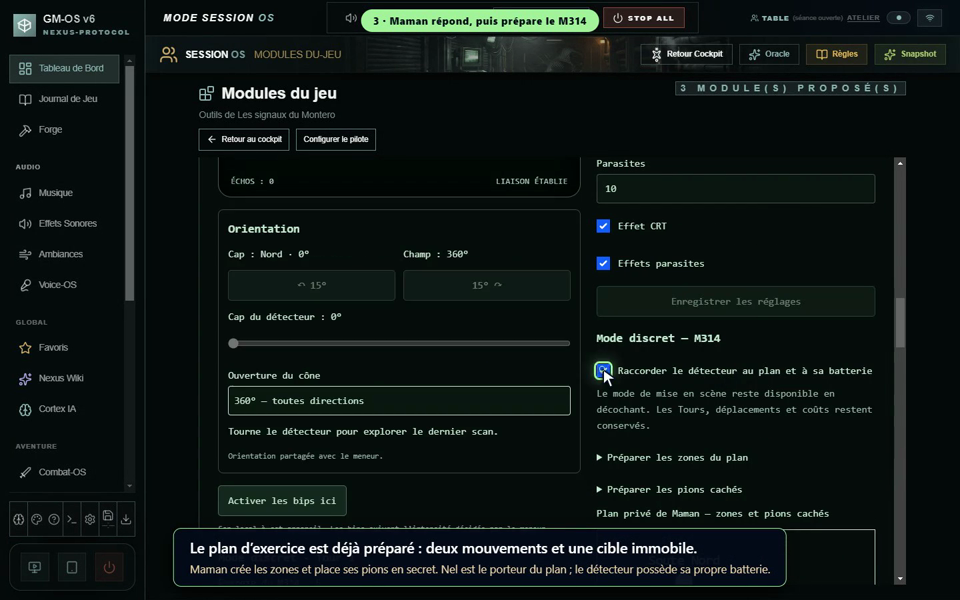 GM-OS v6
NEXUS-PROTOCOL
MODE SESSION OS
3 · Maman répond, puis prépare le M314
STOP ALL
TABLE (séance ouverte) ATELIER
SESSION OS MODULES DU-JEU
Retour Cockpit
Oracle
Règles
Snapshot
Tableau de Bord
Journal de Jeu
Forge
AUDIO
Musique
Effets Sonores
Ambiances
Voice-OS
GLOBAL
Favoris
Nexus Wiki
Cortex IA
AVENTURE
Combat-OS
Modules du jeu
3 MODULE(S) PROPOSÉ(S)
Outils de Les signaux du Montero
← Retour au cockpit
Configurer le pilote
ÉCHOS : 0
LIAISON ÉTABLIE
Orientation
Cap : Nord · 0°
Champ : 360°
↶ 15°
15° ↷
Cap du détecteur : 0°
Ouverture du cône
360° — toutes directions
Tourne le détecteur pour explorer le dernier scan.
Orientation partagée avec le meneur.
Activer les bips ici
Parasites
10
Effet CRT
Effets parasites
Enregistrer les réglages
Mode discret — M314
Raccorder le détecteur au plan et à sa batterie
Le mode de mise en scène reste disponible en
décochant. Les Tours, déplacements et coûts restent
conservés.
▶ Préparer les zones du plan
▶ Préparer les pions cachés
Plan privé de Maman — zones et pions cachés
Le plan d'exercice est déjà préparé : deux mouvements et une cible immobile.
Maman crée les zones et place ses pions en secret. Nel est le porteur du plan ; le détecteur possède sa propre batterie.